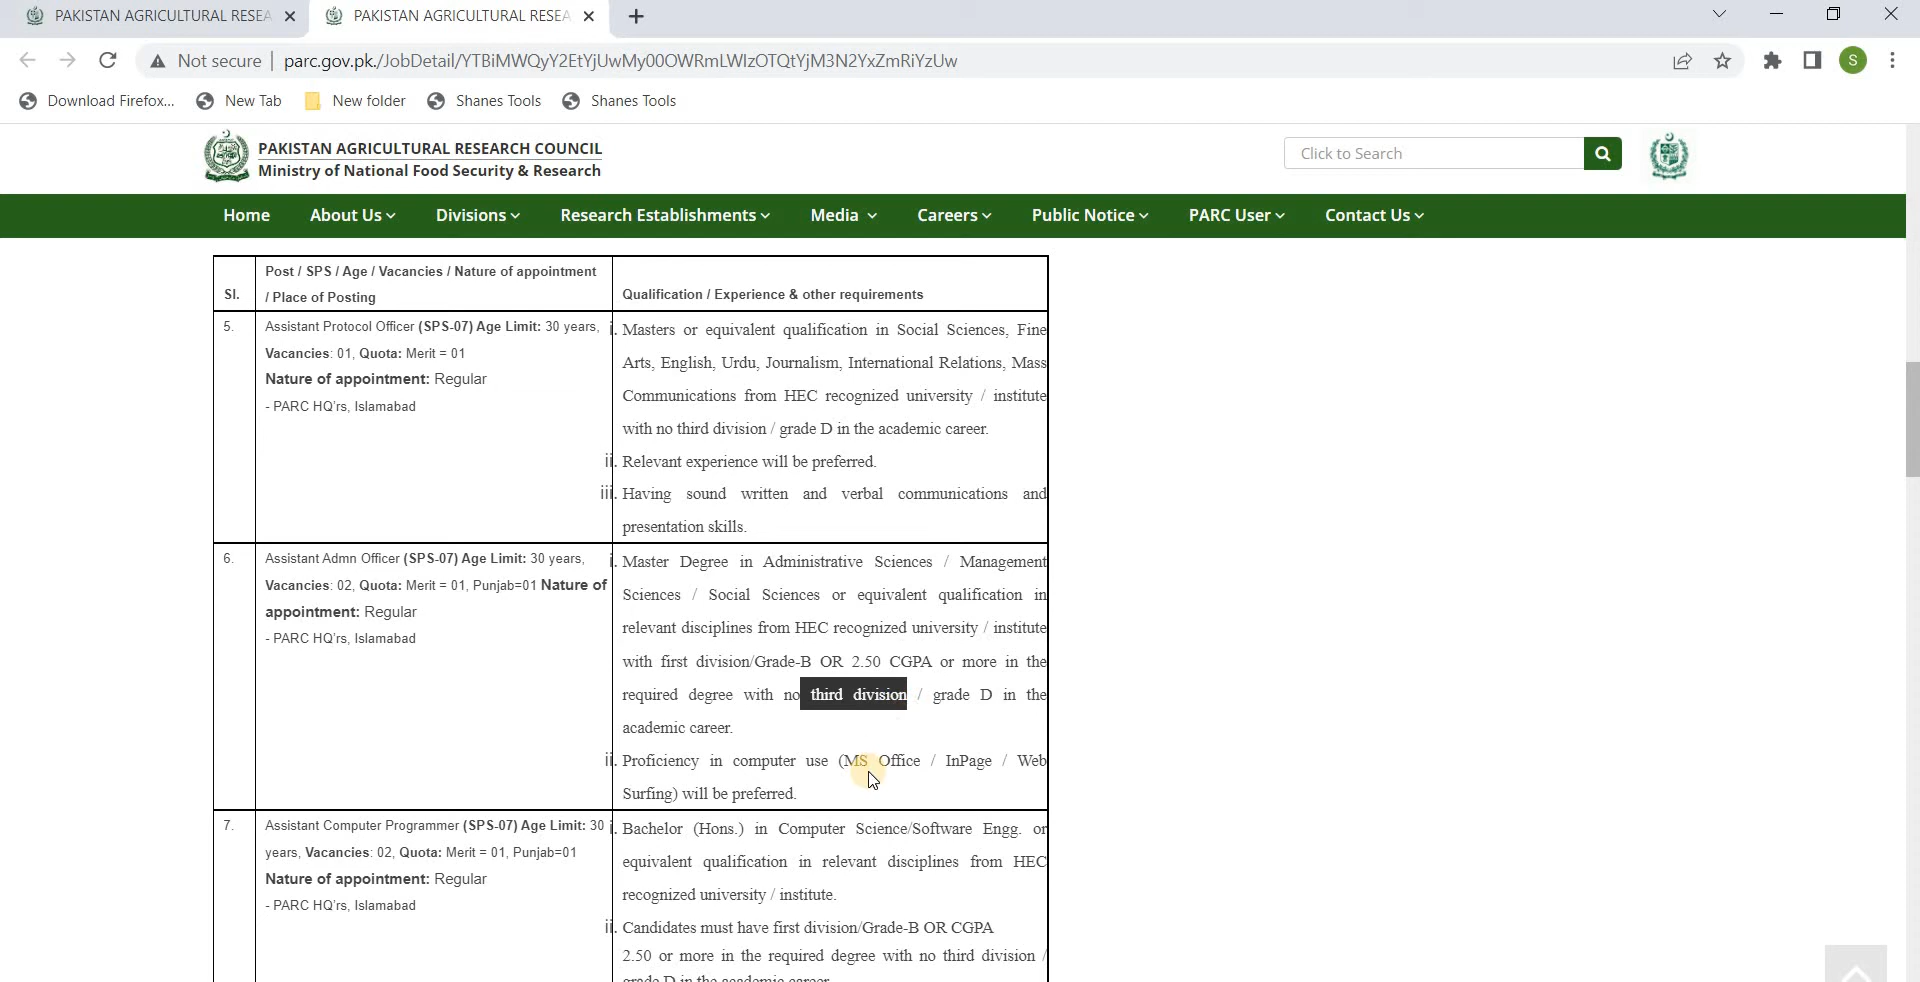 PAKISTAN AGRICULTURAL RESEA
PAKISTAN AGRICULTURAL RESEA
Not secure
parc.gov.pk./JobDetail/YTBiMWQyY2EtYjUwMy00OWRmLWIzOTQtYjM3N2YxZmRiYzUw
S
Download Firefox...
New Tab
New folder
Shanes Tools
Shanes Tools
PAKISTAN AGRICULTURAL RESEARCH COUNCIL
Ministry of National Food Security & Research
Click to Search
Home
About Us
Divisions
Research Establishments
Media
Careers
Public Notice
PARC User
Contact Us
Sl.
Post / SPS / Age / Vacancies / Nature of appointment
/ Place of Posting
Qualification / Experience & other requirements
5.
Assistant Protocol Officer (SPS-07) Age Limit: 30 years,
Vacancies: 01, Quota: Merit = 01
Nature of appointment: Regular
- PARC HQ's, Islamabad
i. Masters or equivalent qualification in Social Sciences, Fine
Arts, English, Urdu, Journalism, International Relations, Mass
Communications from HEC recognized university / institute
with no third division / grade D in the academic career.
ii. Relevant experience will be preferred.
iii. Having sound written and verbal communications and
presentation skills.
6.
Assistant Admn Officer (SPS-07) Age Limit: 30 years,
Vacancies: 02, Quota: Merit = 01, Punjab=01 Nature of
appointment: Regular
- PARC HQ'rs, Islamabad
i. Master Degree in Administrative Sciences / Management
Sciences / Social Sciences or equivalent qualification in
relevant disciplines from HEC recognized university / institute
with first division/Grade-B OR 2.50 CGPA or more in the
required degree with no third division / grade D in the
academic career.
ii. Proficiency in computer use (MS Office / InPage / Web
Surfing) will be preferred.
7.
Assistant Computer Programmer (SPS-07) Age Limit: 30
years, Vacancies: 02, Quota: Merit = 01, Punjab=01
Nature of appointment: Regular
- PARC HQ'rs, Islamabad
i. Bachelor (Hons.) in Computer Science/Software Engg. or
equivalent qualification in relevant disciplines from HEC
recognized university / institute.
ii. Candidates must have first division/Grade-B OR CGPA
2.50 or more in the required degree with no third division /
grade D in the academic career